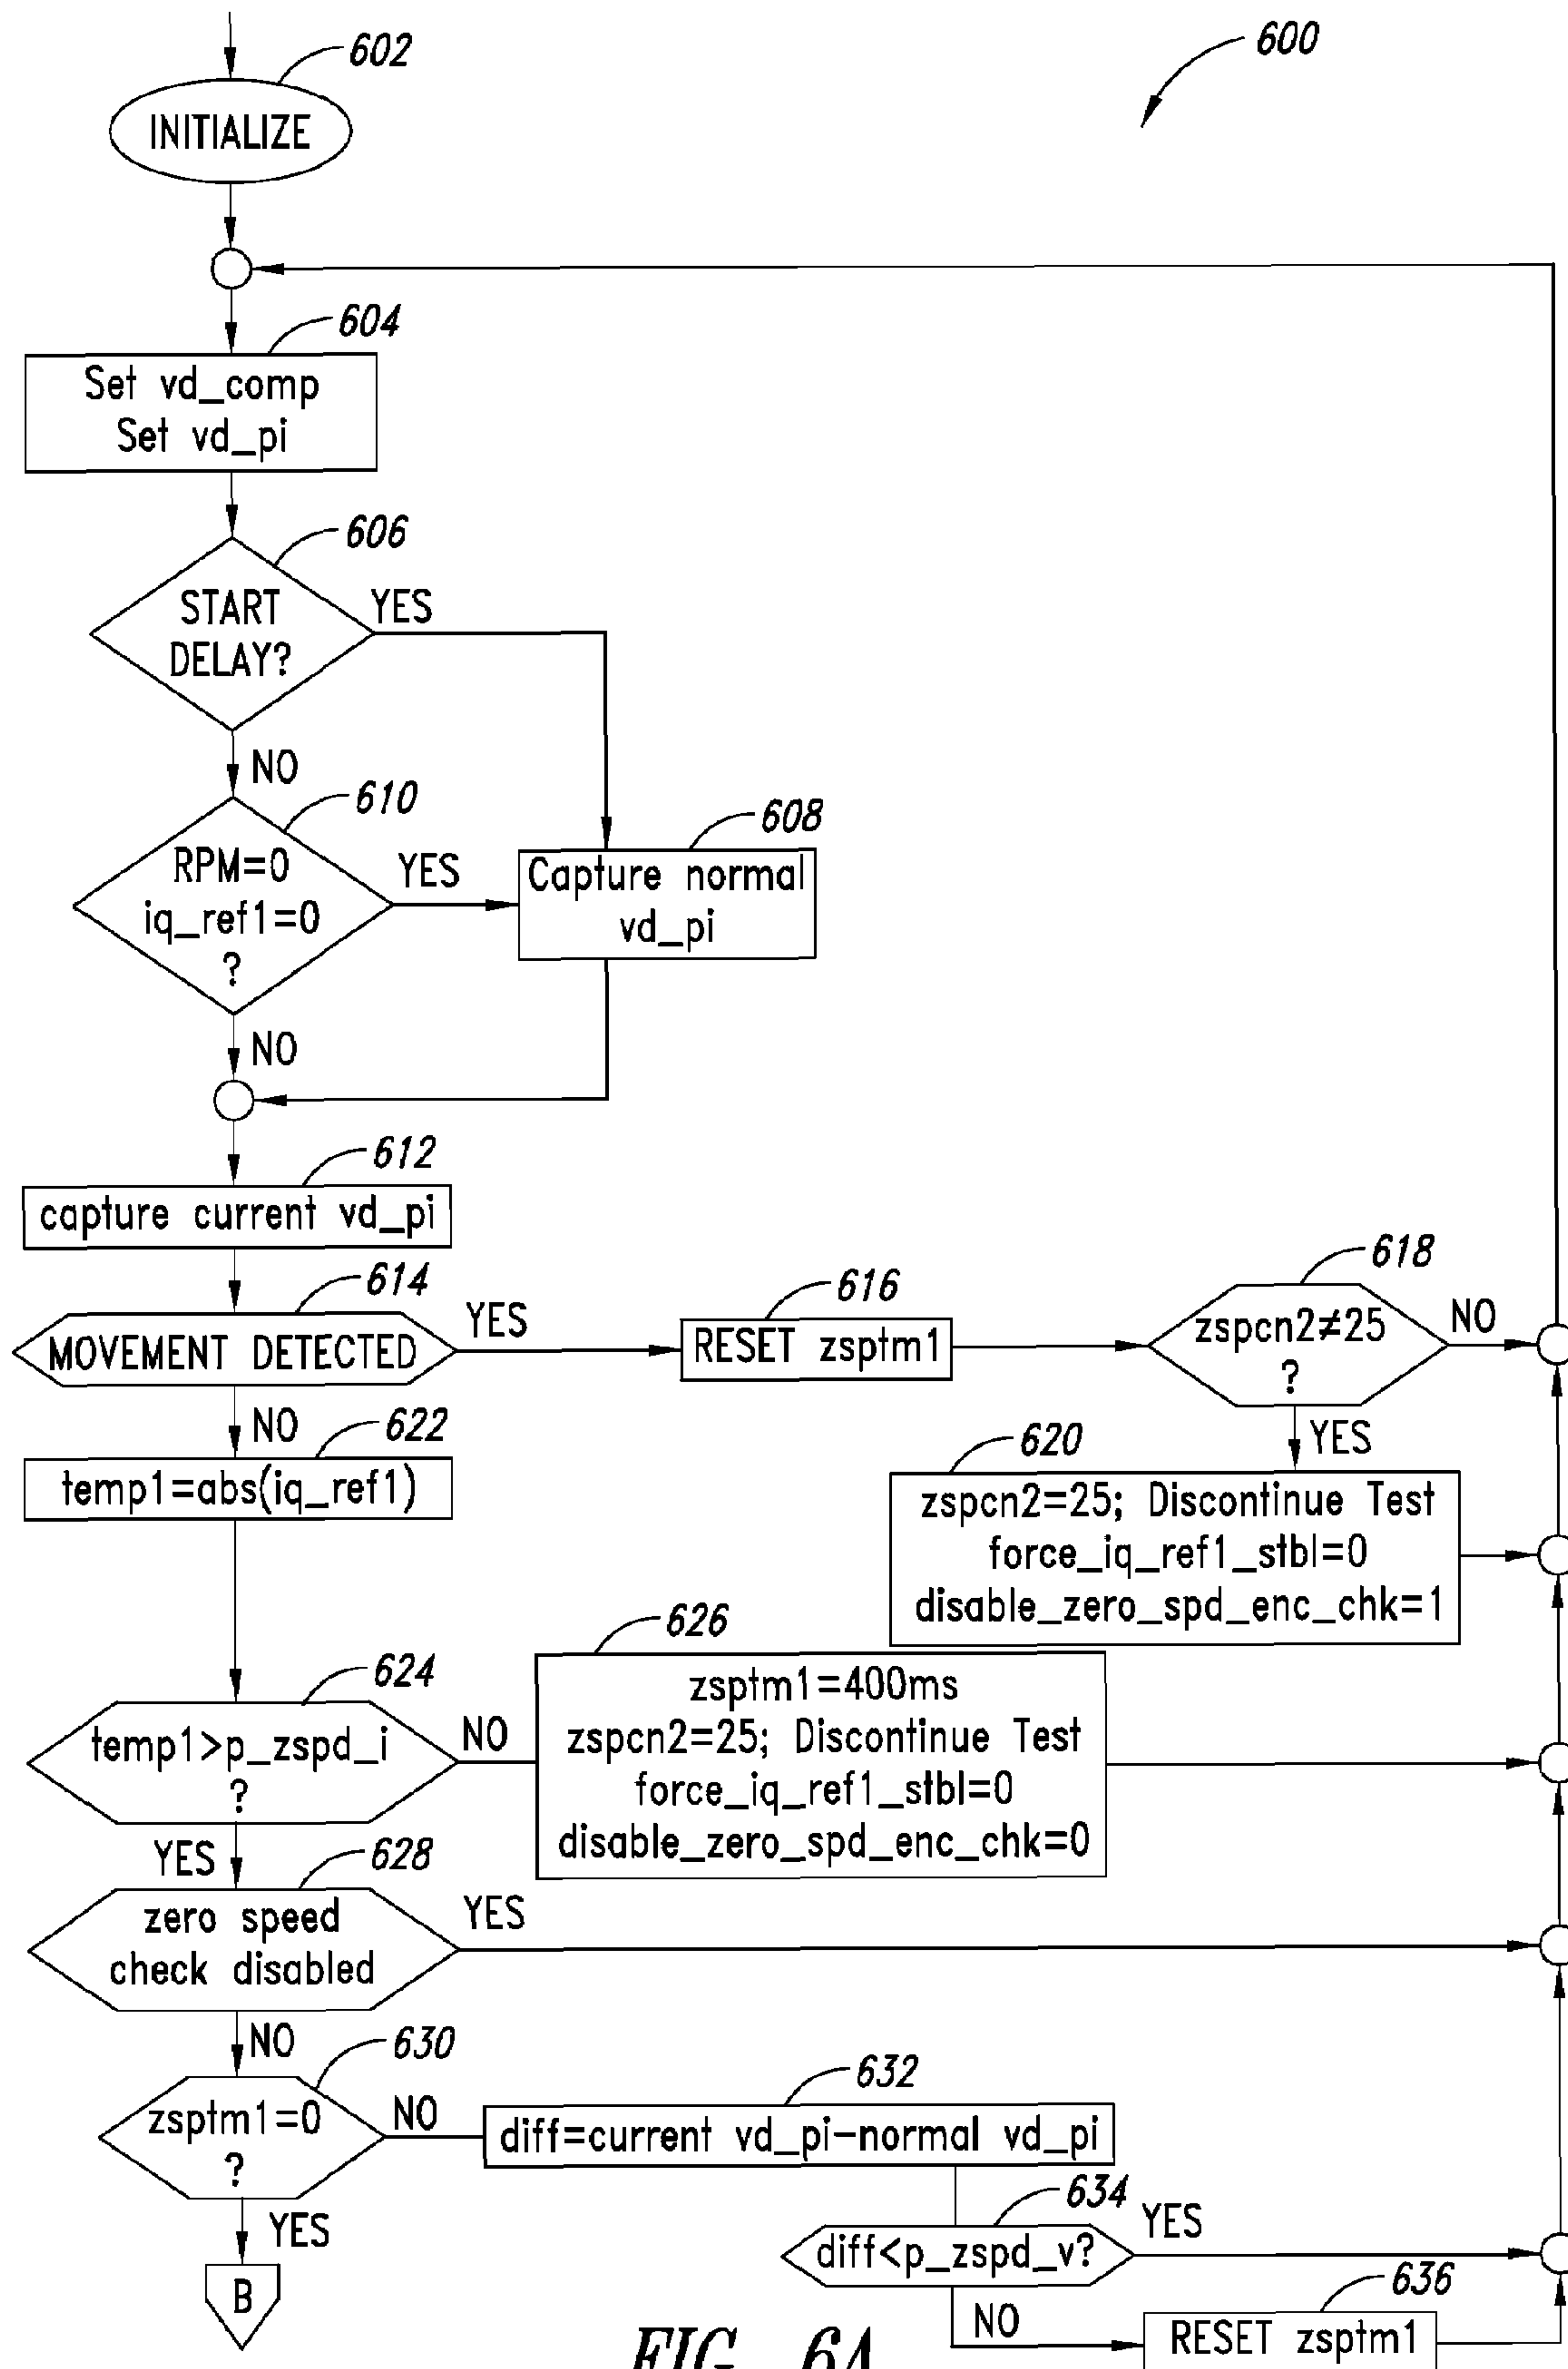 600
602
INITIALIZE
604
Set vd_comp
Set vd_pi
606
START
DELAY?
YES
NO
610
RPM=0
iq_ref1=0
?
YES
608
Capture normal
vd_pi
NO
612
capture current vd_pi
614
MOVEMENT DETECTED
YES
616
RESET zsptm1
618
zspcn2≠25
?
NO
YES
620
zspcn2=25; Discontinue Test
force_iq_ref1_stbl=0
disable_zero_spd_enc_chk=1
NO
622
temp1=abs(iq_ref1)
624
temp1>p_zspd_i
?
NO
626
zsptm1=400ms
zspcn2=25; Discontinue Test
force_iq_ref1_stbl=0
disable_zero_spd_enc_chk=0
YES
628
zero speed
check disabled
YES
NO
630
zsptm1=0
?
NO
632
diff=current vd_pi-normal vd_pi
634
diff<p_zspd_v?
YES
YES
B
NO
636
RESET zsptm1
FIG. 6A